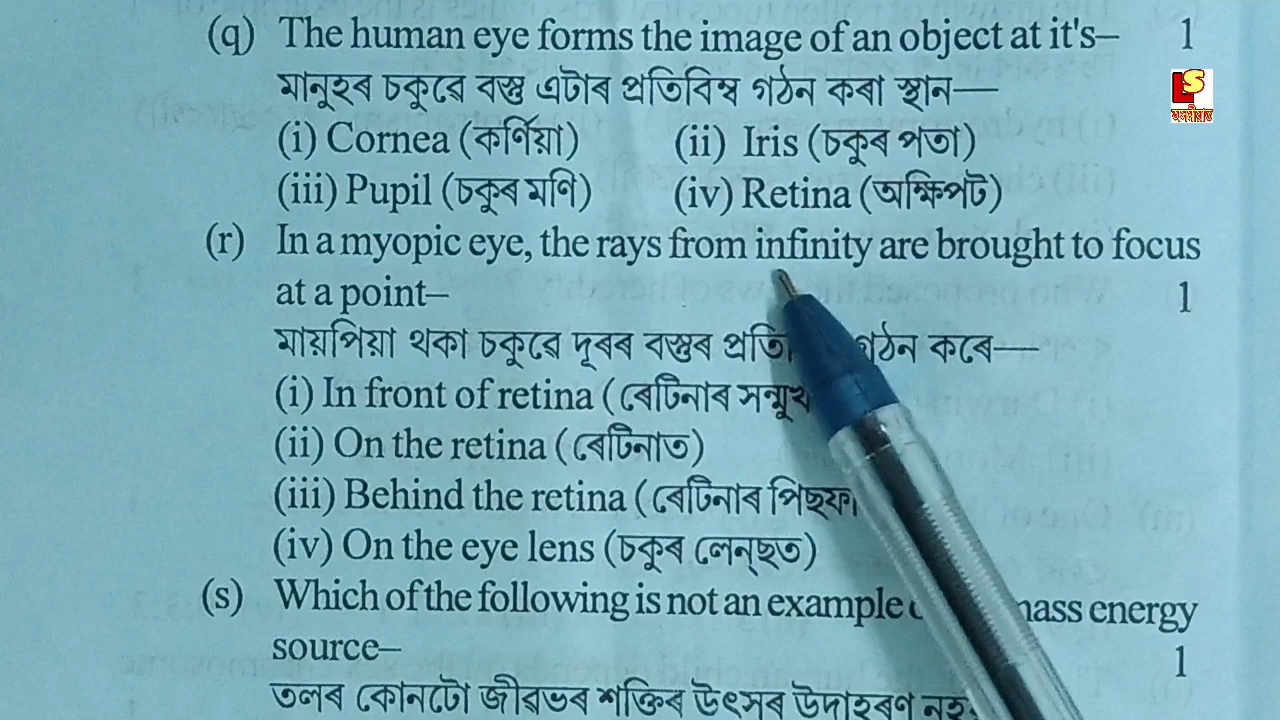 (q) The human eye forms the image of an object at it's– 1
মানুহৰ চকুৱে বস্তু এটাৰ প্ৰতিবিম্ব গঠন কৰা স্থান—
LS
(i) Cornea (কৰ্ণিয়া) (ii) Iris (চকুৰ পতা)
(iii) Pupil (চকুৰ মণি) (iv) Retina (অক্ষিপট)
(r) In a myopic eye, the rays from infinity are brought to focus
at a point– 1
মায়পিয়া থকা চকুৱে দূৰৰ বস্তুৰ গঠন কৰে—
(i) In front of retina (ৰেটিনাৰ সন্মুখ
(ii) On the retina (ৰেটিনাত)
(iii) Behind the retina (ৰেটিনাৰ
(iv) On the eye lens (চকুৰ লেন্ছত)
(s) Which of the following is not an example energy
source– 1
তলৰ কোনটো জীৱভৰ শক্তিৰ উৎসৰ উদাহৰণ